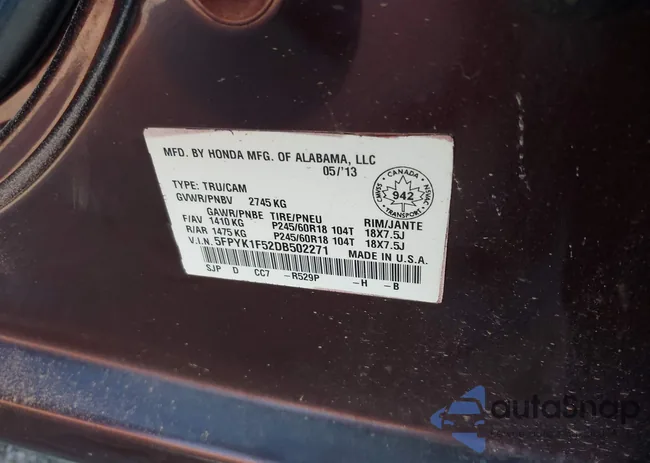 MFD. BY HONDA MFG. OF ALABAMA, LLC
05/'13
TYPE: TRU/CAM
GVWR/PNBV 2745 KG
GAWR/PNBE TIRE/PNEU RIM/JANTE
F/AV 1410 KG P245/60R18 104T 18X7.5J
R/AR 1475 KG P245/60R18 104T 18X7.5J
V.I.N. 5FPYK1F52DB502271 MADE IN U.S.A.
SJP D CC7 -R529P -H -B
CANADA
CMVSS 942 NSVAC
TRANSPORT
autoSnap